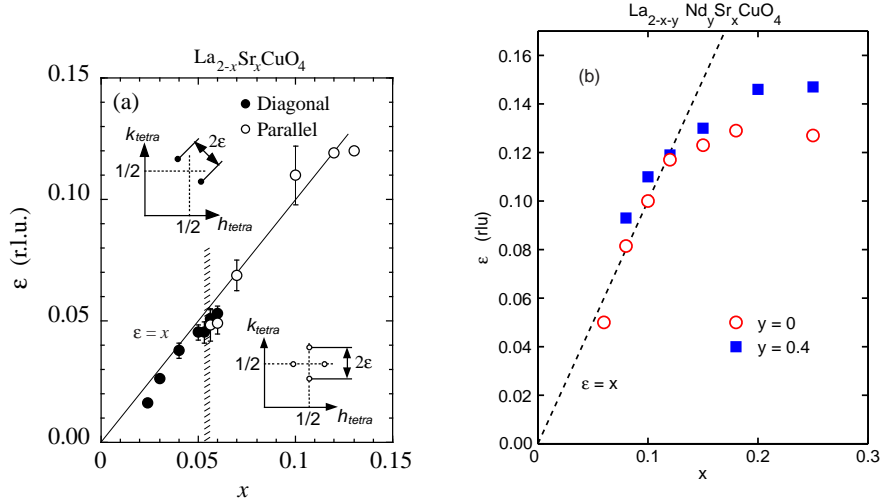 La2-xSrxCuO4
(a)
Diagonal
Parallel
ktetra
2ε
1/2
1/2
htetra
ε = x
ktetra
1/2
2ε
1/2
htetra
ε (r.l.u.)
0.15
0.10
0.05
0.00
0
0.05
0.1
0.15
x
La2-x-y NdySrxCuO4
(b)
y = 0
y = 0.4
ε = x
ε (rlu)
0.16
0.14
0.12
0.10
0.08
0.06
0.04
0.02
0.00
0
0.1
0.2
0.3
x